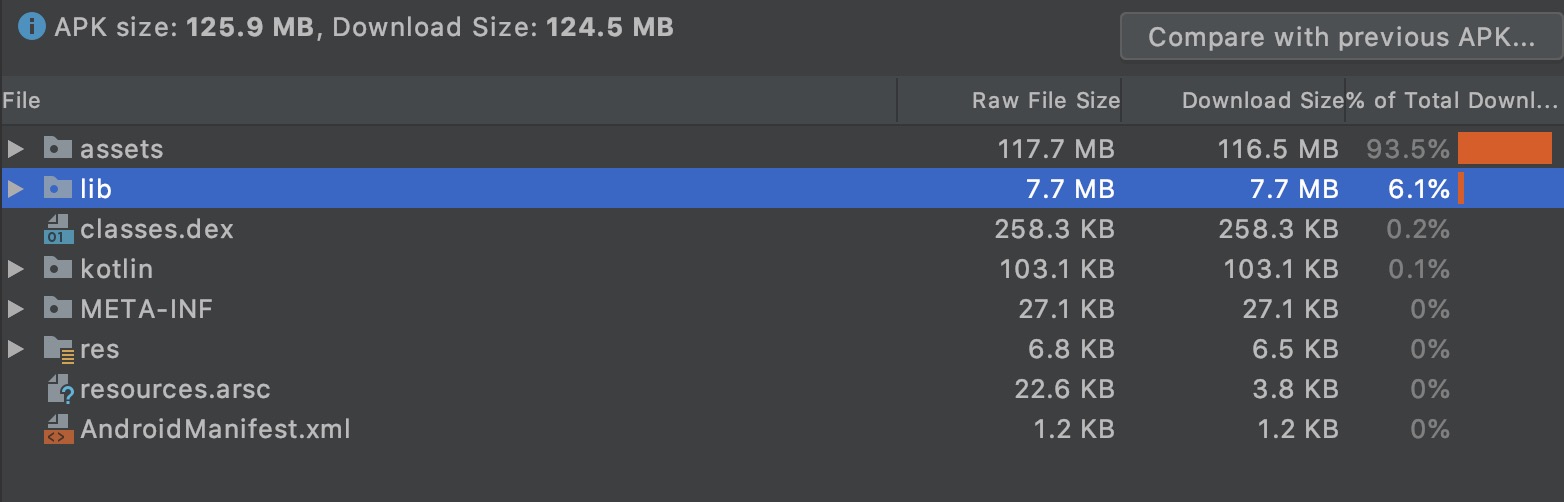 APK size: 125.9 MB, Download Size: 124.5 MB
Compare with previous APK...
File Raw File Size Download Size % of Total Downl...
assets 117.7 MB 116.5 MB 93.5%
lib 7.7 MB 7.7 MB 6.1%
01 classes.dex 258.3 KB 258.3 KB 0.2%
kotlin 103.1 KB 103.1 KB 0.1%
META-INF 27.1 KB 27.1 KB 0%
res 6.8 KB 6.5 KB 0%
resources.arsc 22.6 KB 3.8 KB 0%
AndroidManifest.xml 1.2 KB 1.2 KB 0%